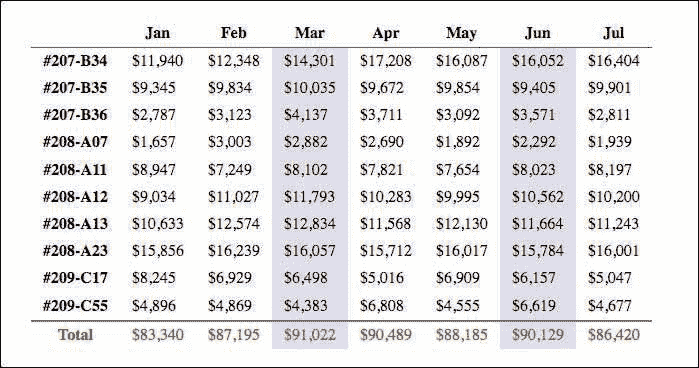 Jan Feb Mar Apr May Jun Jul
#207-B34 $11,940 $12,348 $14,301 $17,208 $16,087 $16,052 $16,404
#207-B35 $9,345 $9,834 $10,035 $9,672 $9,854 $9,405 $9,901
#207-B36 $2,787 $3,123 $4,137 $3,711 $3,092 $3,571 $2,811
#208-A07 $1,657 $3,003 $2,882 $2,690 $1,892 $2,292 $1,939
#208-A11 $8,947 $7,249 $8,102 $7,821 $7,654 $8,023 $8,197
#208-A12 $9,034 $11,027 $11,793 $10,283 $9,995 $10,562 $10,200
#208-A13 $10,633 $12,574 $12,834 $11,568 $12,130 $11,664 $11,243
#208-A23 $15,856 $16,239 $16,057 $15,712 $16,017 $15,784 $16,001
#209-C17 $8,245 $6,929 $6,498 $5,016 $6,909 $6,157 $5,047
#209-C55 $4,896 $4,869 $4,383 $6,808 $4,555 $6,619 $4,677
Total $83,340 $87,195 $91,022 $90,489 $88,185 $90,129 $86,420